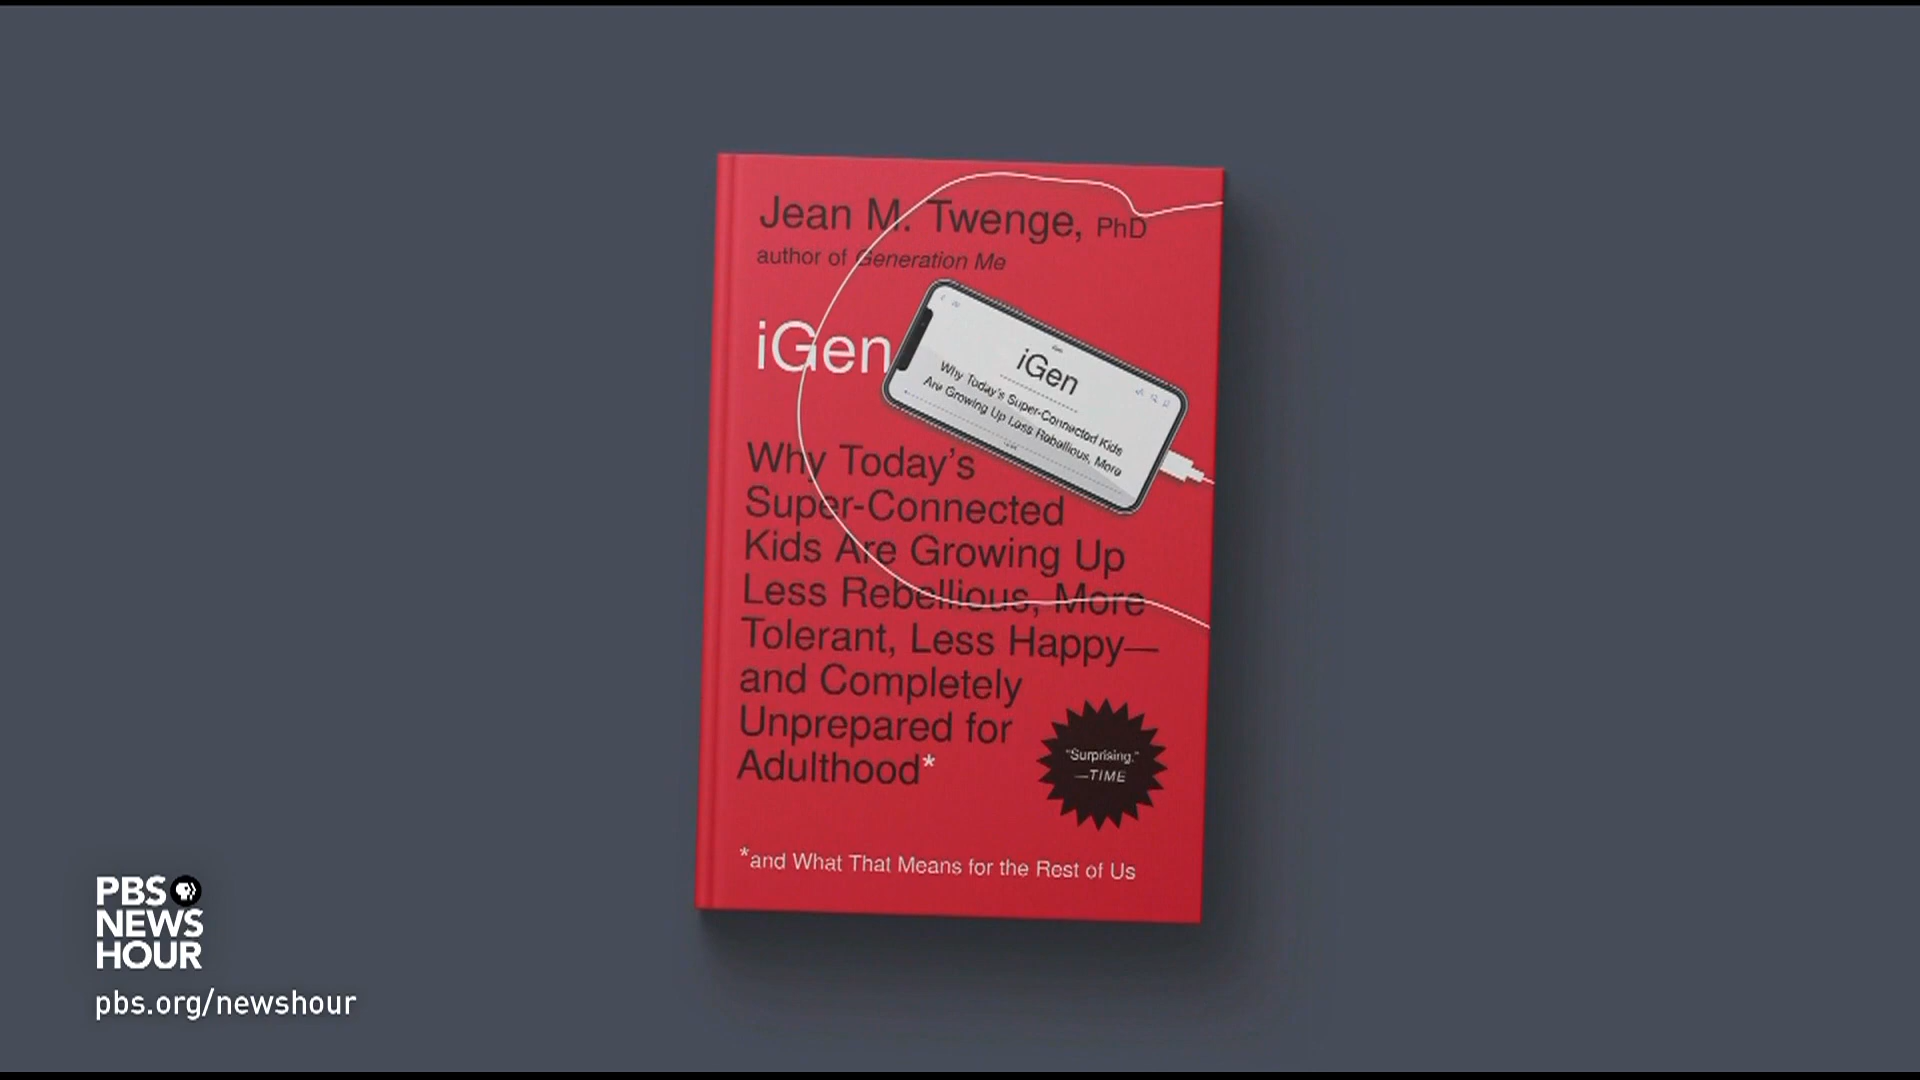 Jean M. Twenge, PhD
author of Generation Me
iGen
iGen
iGen
Why Today's Super-Connected Kids
Are Growing Up Less Rebellious, More
Why Today's
Super-Connected
Kids Are Growing Up
Less Rebellious, More
Tolerant, Less Happy—
and Completely
Unprepared for
Adulthood*
"Surprising."
—TIME
*and What That Means for the Rest of Us
PBS
NEWS
HOUR
pbs.org/newshour